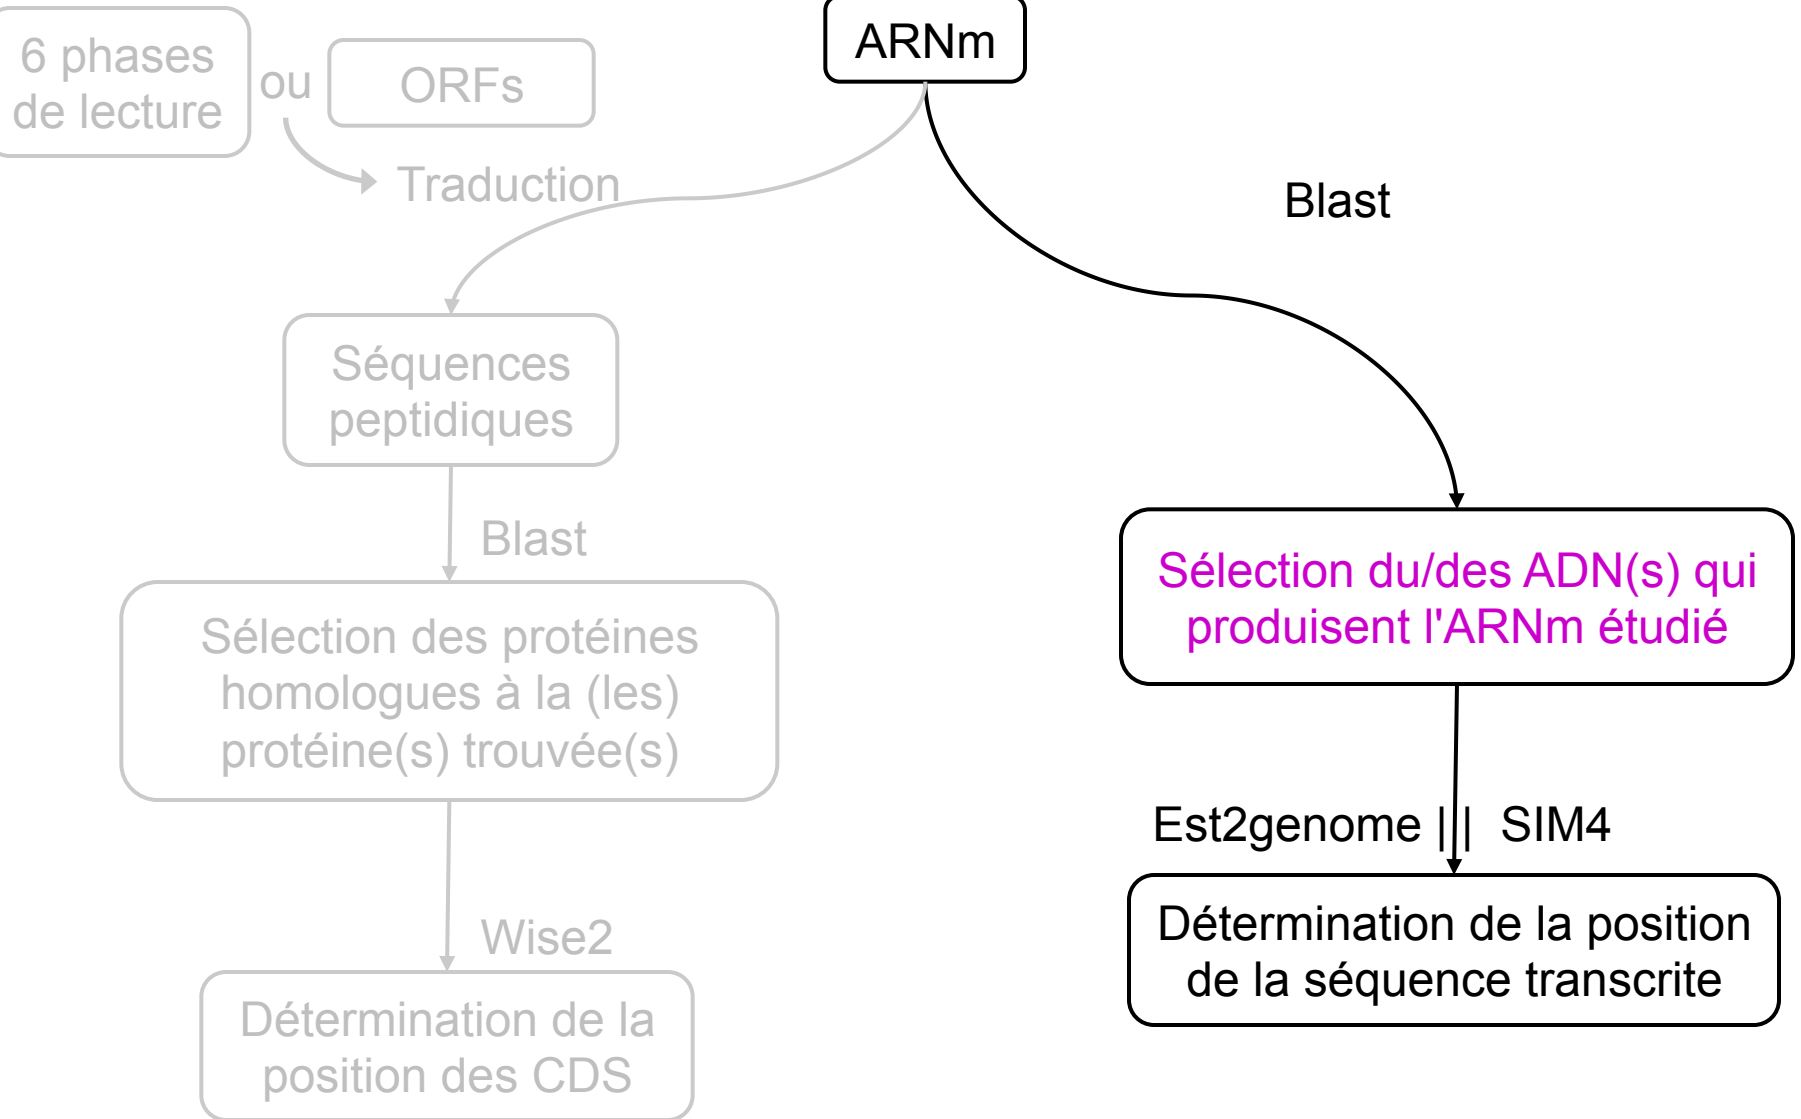 ARNm
6 phases
de lecture
ou
ORFs
Traduction
Blast
Séquences
peptidiques
Blast
Sélection des protéines
homologues à la (les)
protéine(s) trouvée(s)
Wise2
Détermination de la
position des CDS
Sélection du/des ADN(s) qui
produisent l'ARNm étudié
Est2genome || SIM4
Détermination de la position
de la séquence transcrite